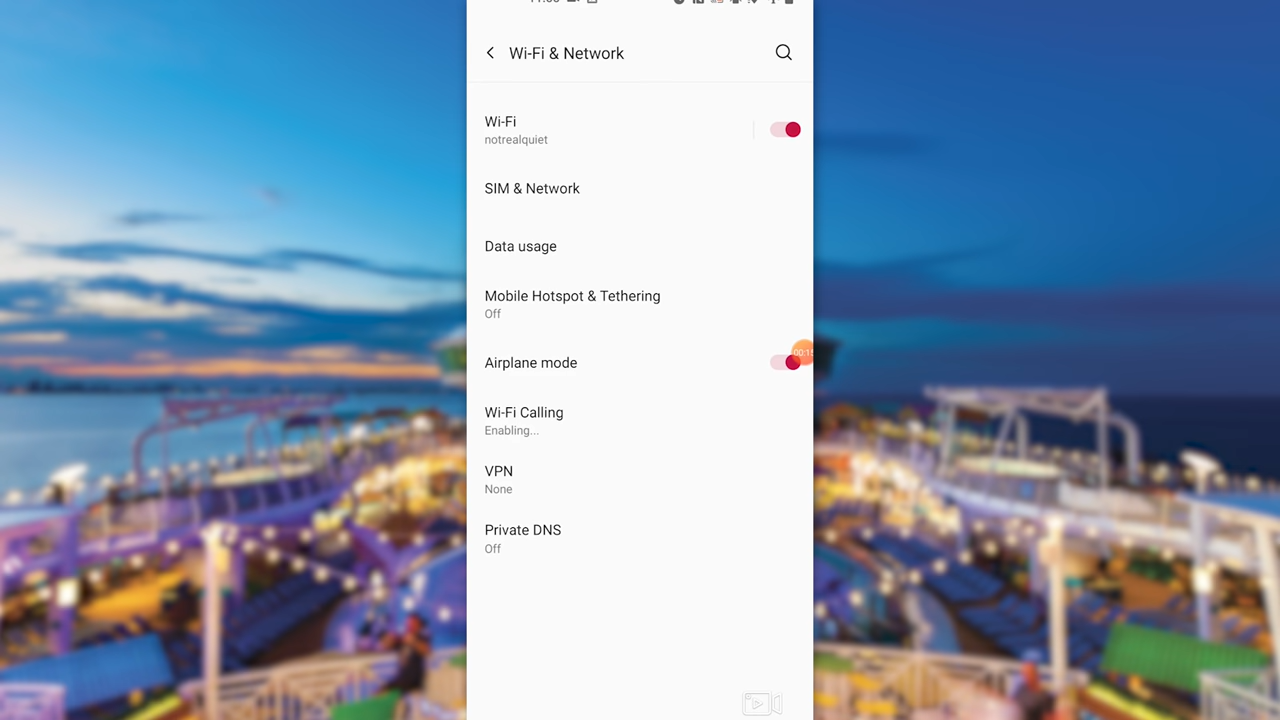 Wi-Fi & Network
Wi-Fi
notrealquiet
SIM & Network
Data usage
Mobile Hotspot & Tethering
Off
Airplane mode
Wi-Fi Calling
Enabling...
VPN
None
Private DNS
Off